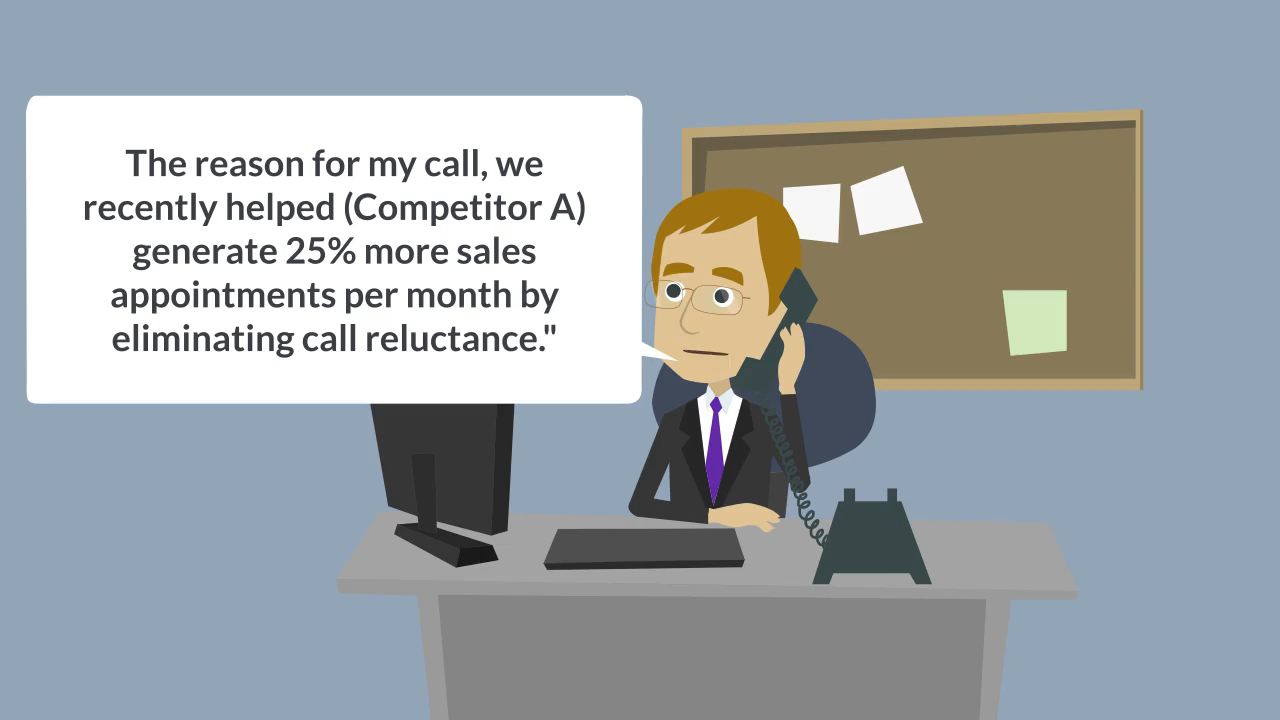 The reason for my call, we
recently helped (Competitor A)
generate 25% more sales
appointments per month by
eliminating call reluctance."